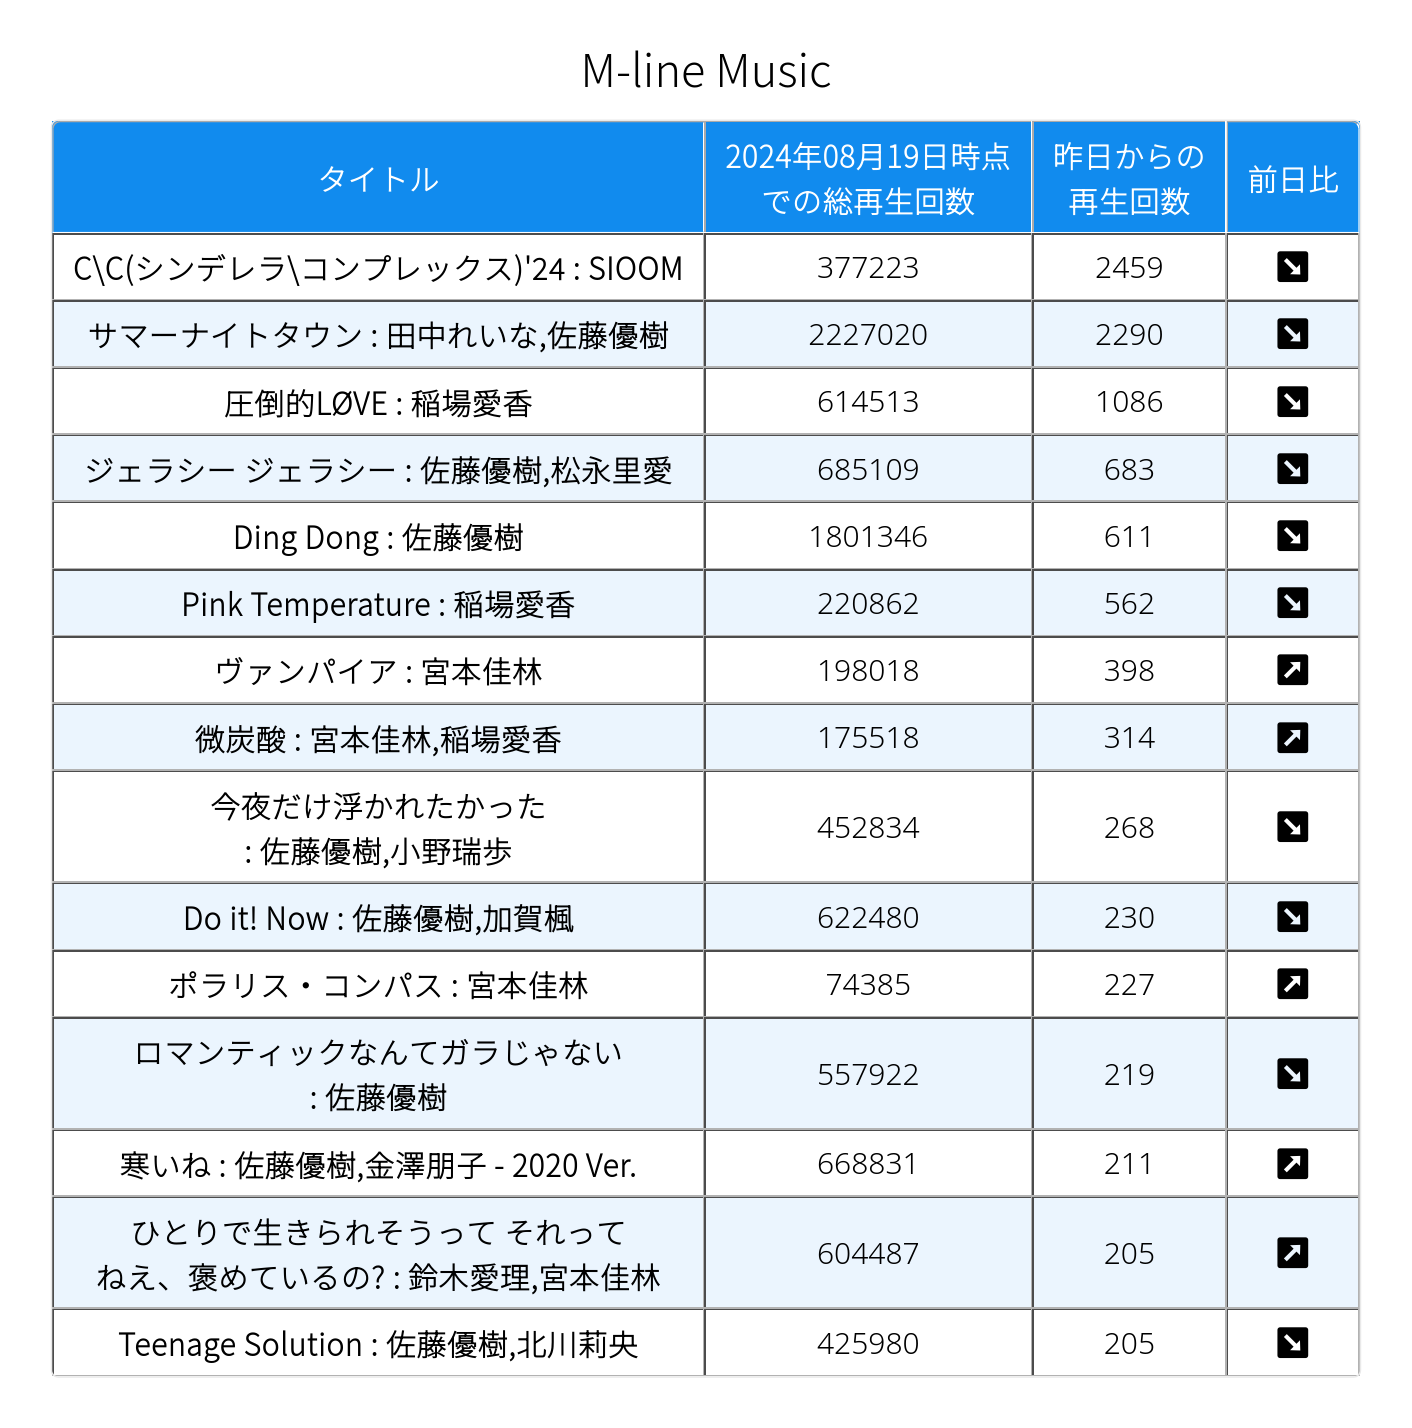 M-line Music
タイトル
2024年08月19日時点
での総再生回数
昨日からの
再生回数
前日比
C\C(シンデレラ\コンプレックス)'24 : SIOOM 377223 2459
サマーナイトタウン : 田中れいな,佐藤優樹 2227020 2290
圧倒的LØVE : 稲場愛香 614513 1086
ジェラシー ジェラシー : 佐藤優樹,松永里愛 685109 683
Ding Dong : 佐藤優樹 1801346 611
Pink Temperature : 稲場愛香 220862 562
ヴァンパイア : 宮本佳林 198018 398
微炭酸 : 宮本佳林,稲場愛香 175518 314
今夜だけ浮かれたかった
: 佐藤優樹,小野瑞歩 452834 268
Do it! Now : 佐藤優樹,加賀楓 622480 230
ポラリス・コンパス : 宮本佳林 74385 227
ロマンティックなんてガラじゃない
: 佐藤優樹 557922 219
寒いね : 佐藤優樹,金澤朋子 - 2020 Ver. 668831 211
ひとりで生きられそうって それって
ねえ、褒めているの? : 鈴木愛理,宮本佳林 604487 205
Teenage Solution : 佐藤優樹,北川莉央 425980 205